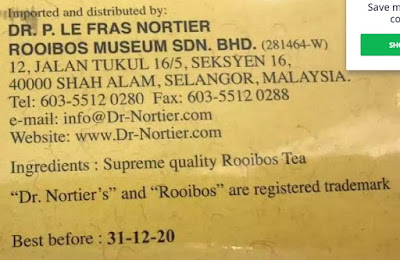 Imported and distributed by:
DR. P. LE FRAS NORTIER
ROOIBOS MUSEUM SDN. BHD. (281464-W)
12, JALAN TUKUL 16/5, SEKSYEN 16,
40000 SHAH ALAM, SELANGOR, MALAYSIA.
Tel: 603-5512 0280 Fax: 603-5512 0288
e-mail: info@Dr-Nortier.com
Website: www.Dr-Nortier.com
Ingredients : Supreme quality Rooibos Tea
“Dr. Nortier’s” and “Rooibos” are registered trademark
Best before : 31-12-20
Save m